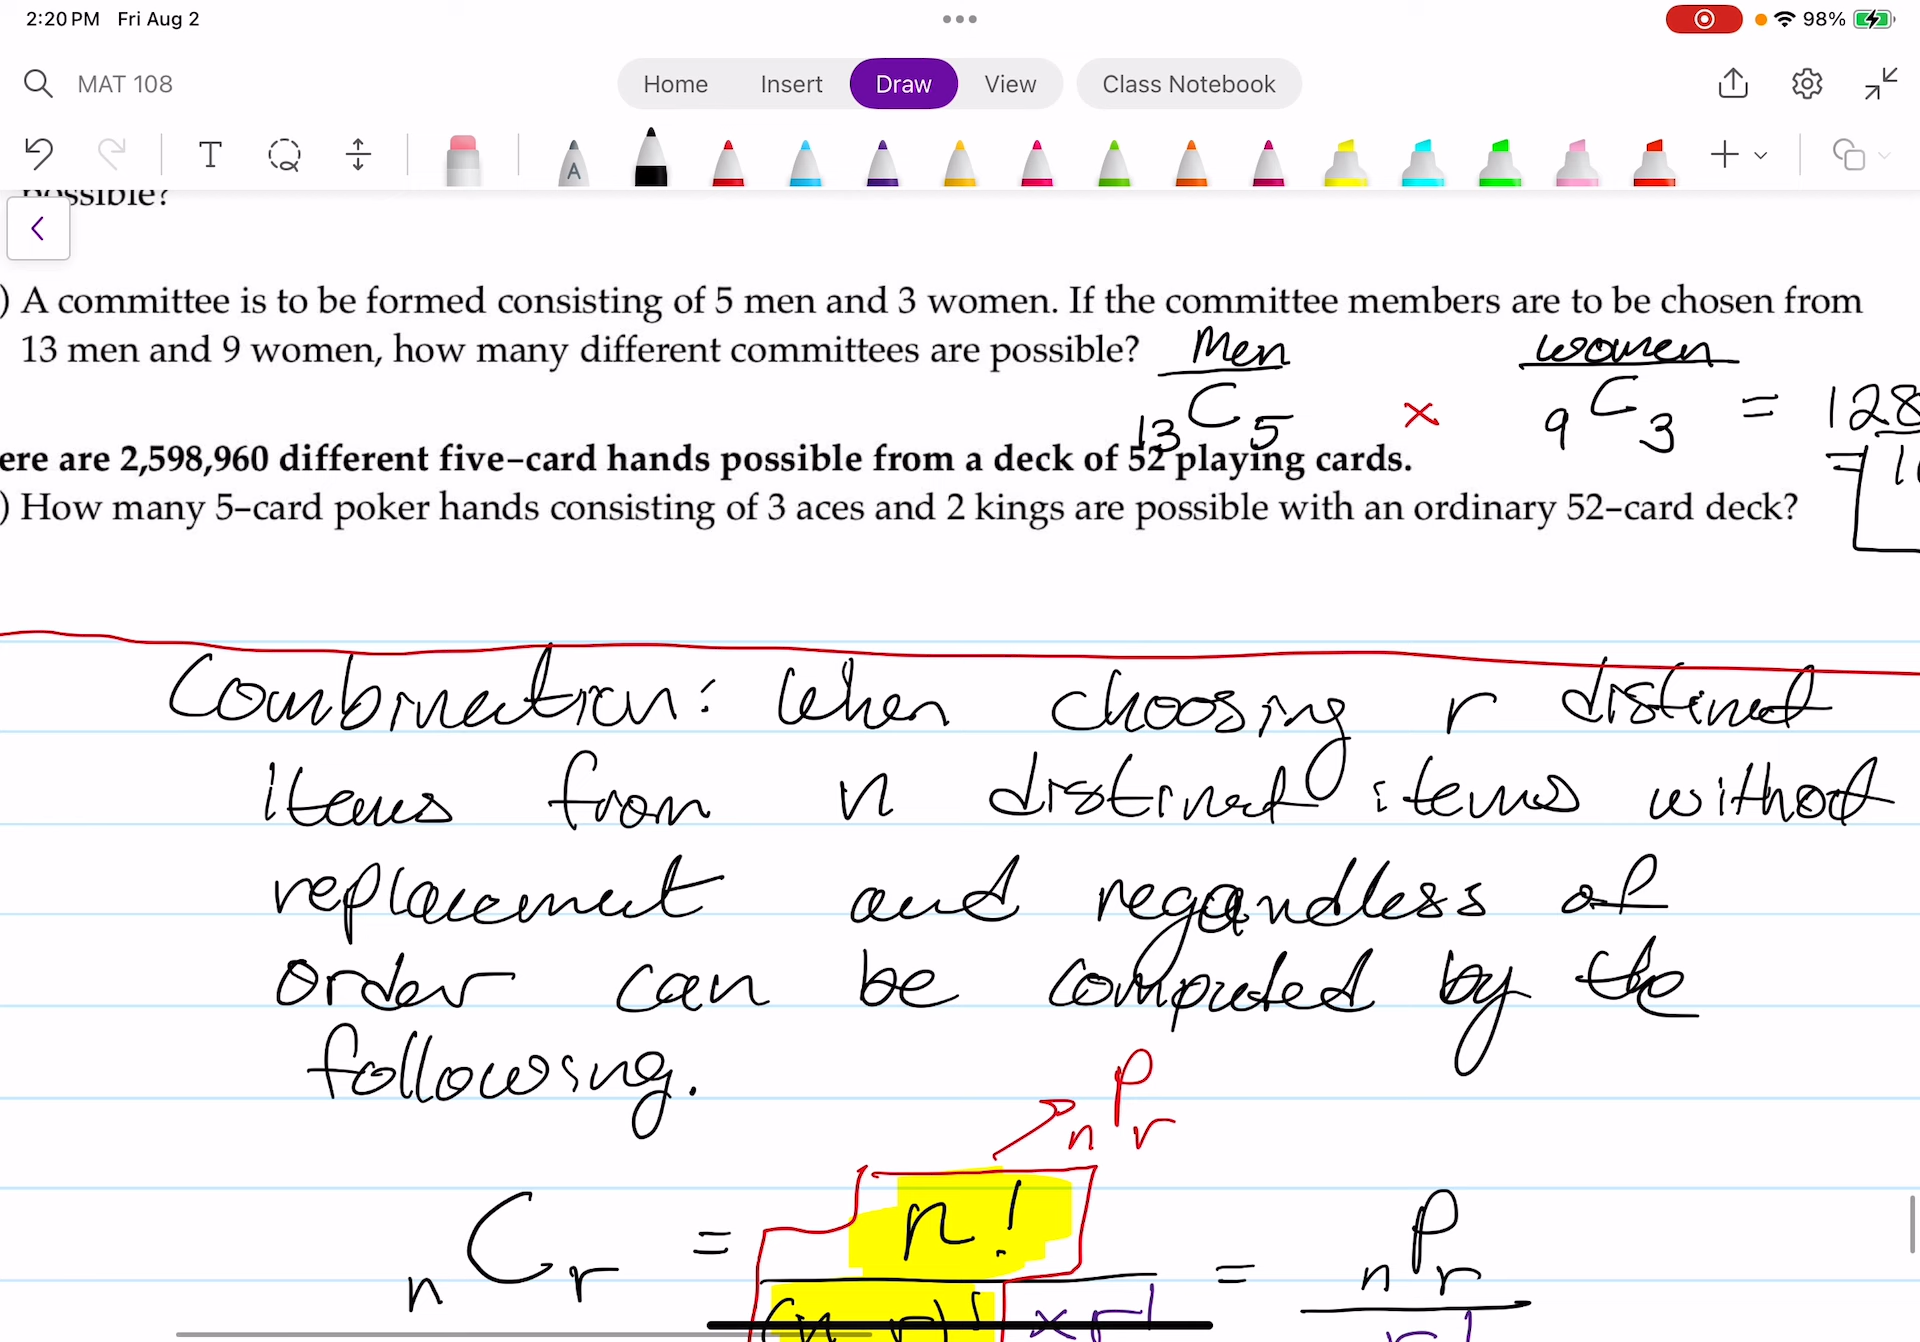 2:20 PM Fri Aug 2
98%
MAT 108
Home Insert Draw View Class Notebook
T A
possible?
) A committee is to be formed consisting of 5 men and 3 women. If the committee members are to be chosen from
13 men and 9 women, how many different committees are possible? Men women
13 C 5 × 9 C 3 = 128
ere are 2,598,960 different five-card hands possible from a deck of 52 playing cards.
) How many 5-card poker hands consisting of 3 aces and 2 kings are possible with an ordinary 52-card deck?
Combination: When choosing r distinct
items from n distinct items without
replacement and regardless of
order can be computed by the
following.
n P r
n C r = n! / (n-r)! × r! = n P r / r!